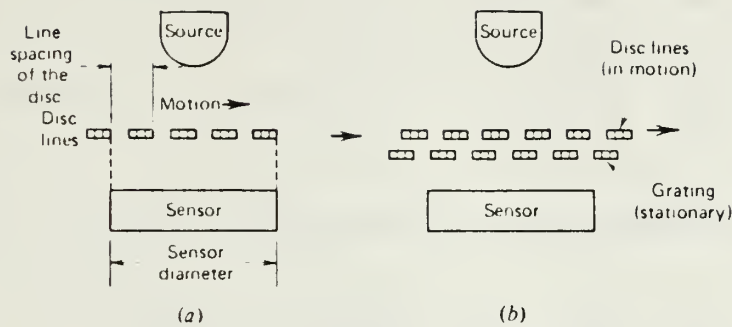 Source
Line
spacing
of the
disc
Disc
lines
Motion
Sensor
Sensor
diameter
(a)
Source
Disc lines
(in motion)
Sensor
Grating
(stationary)
(b)